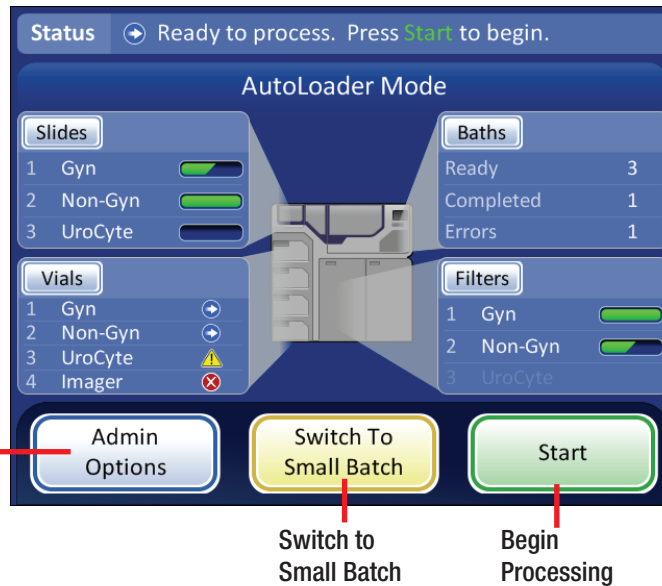 Status Ready to process. Press Start to begin.
AutoLoader Mode
Slides
1 Gyn
2 Non-Gyn
3 UroCyte
Baths
Ready 3
Completed 1
Errors 1
Vials
1 Gyn
2 Non-Gyn
3 UroCyte
4 Imager
Filters
1 Gyn
2 Non-Gyn
3 UroCyte
Admin
Options
Switch To
Small Batch
Start
Switch to
Small Batch
Begin
Processing